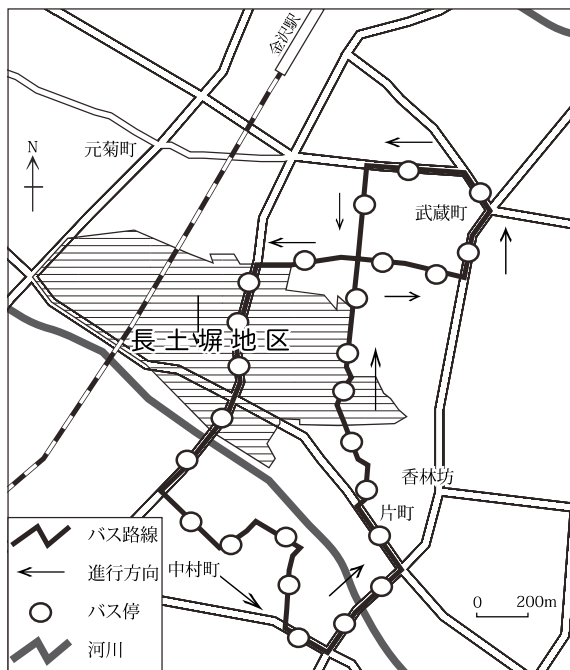 金沢駅
元菊町
N
武蔵町
長土塀地区
香林坊
片町
バス路線
進行方向
中村町
バス停
0 200m
河川